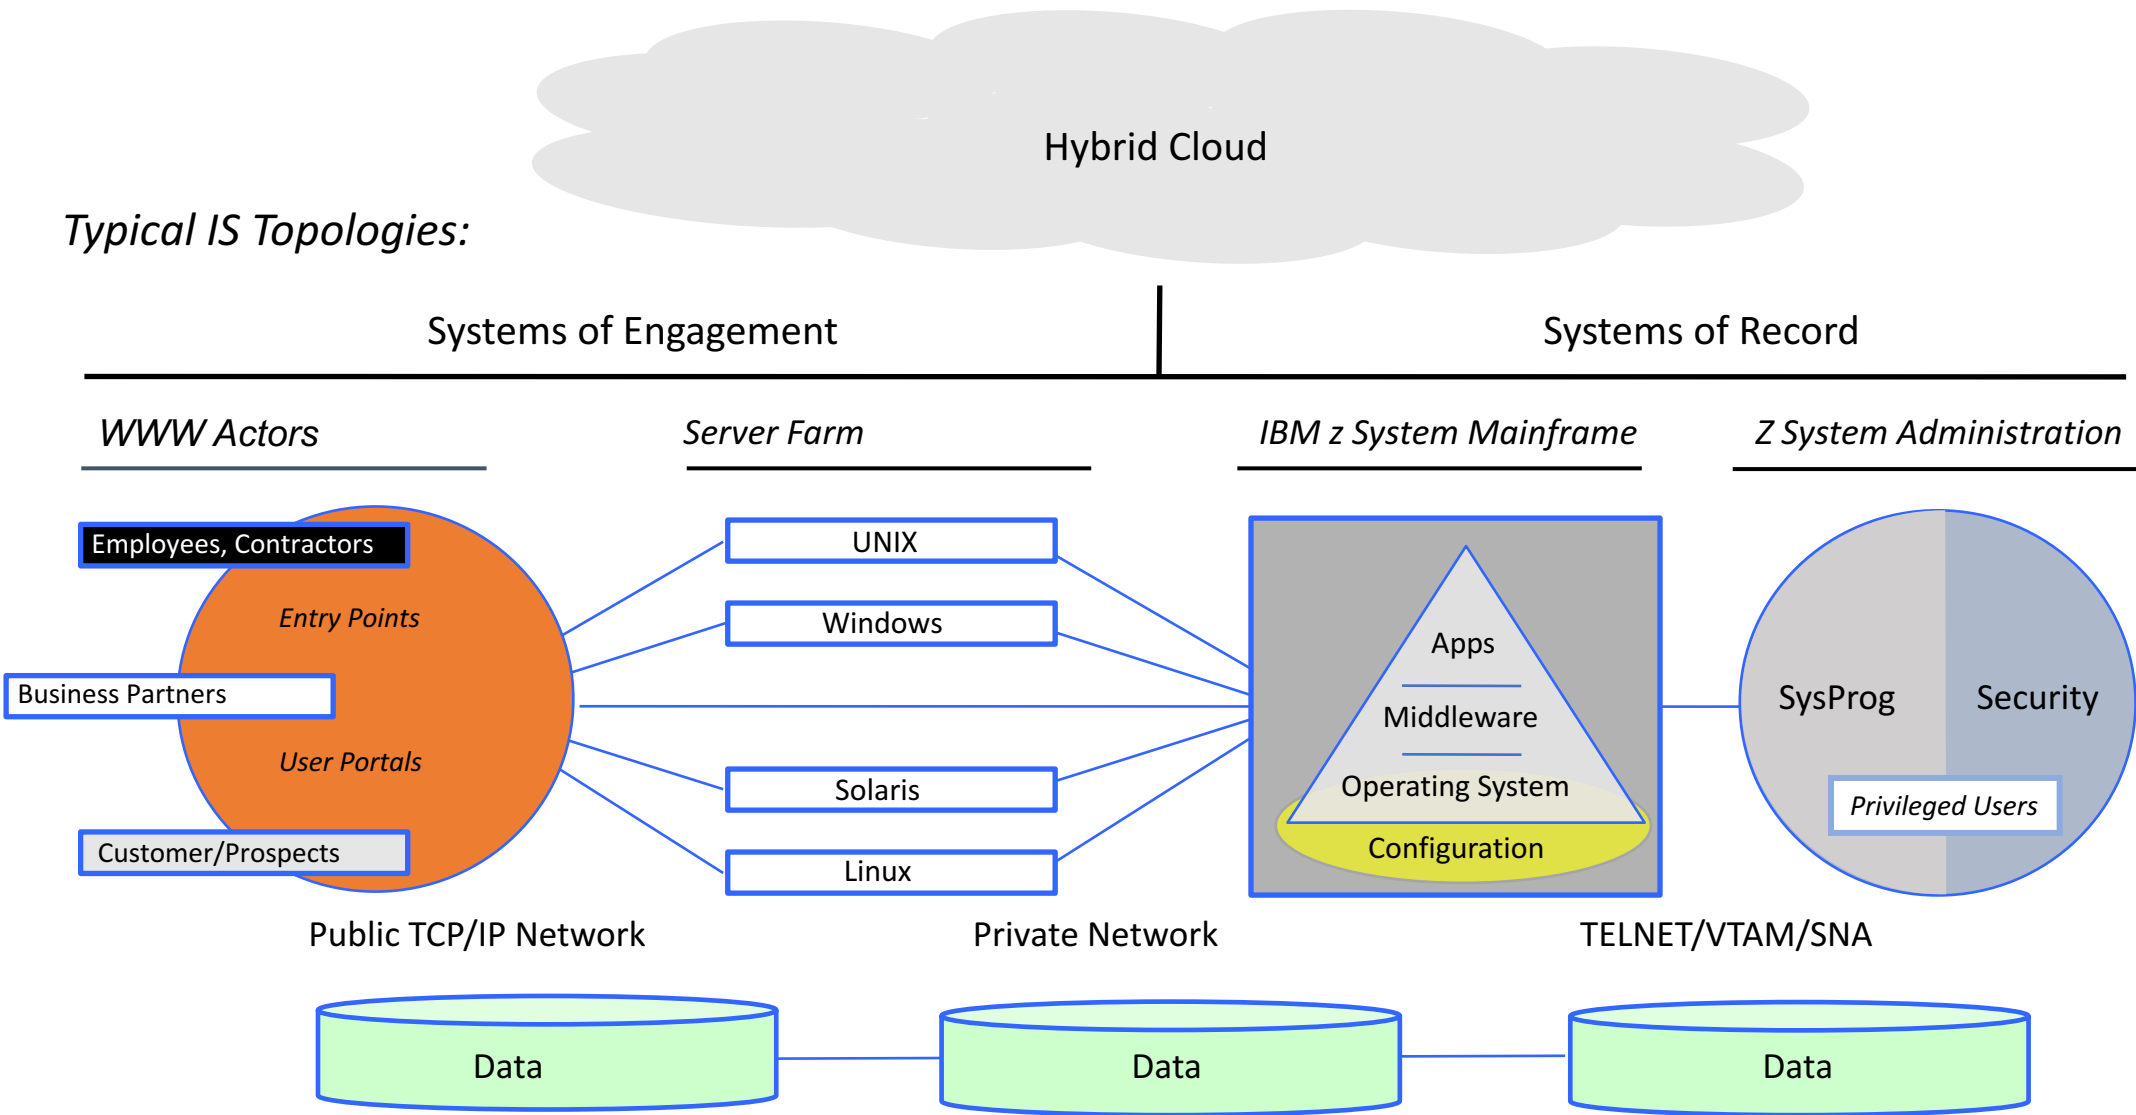 Hybrid Cloud
Typical IS Topologies:
Systems of Engagement
Systems of Record
WWW Actors
Server Farm
IBM z System Mainframe
Z System Administration
Employees, Contractors
Entry Points
Business Partners
User Portals
Customer/Prospects
UNIX
Windows
Solaris
Linux
Apps
Middleware
Operating System
Configuration
SysProg
Security
Privileged Users
Public TCP/IP Network
Private Network
TELNET/VTAM/SNA
Data
Data
Data